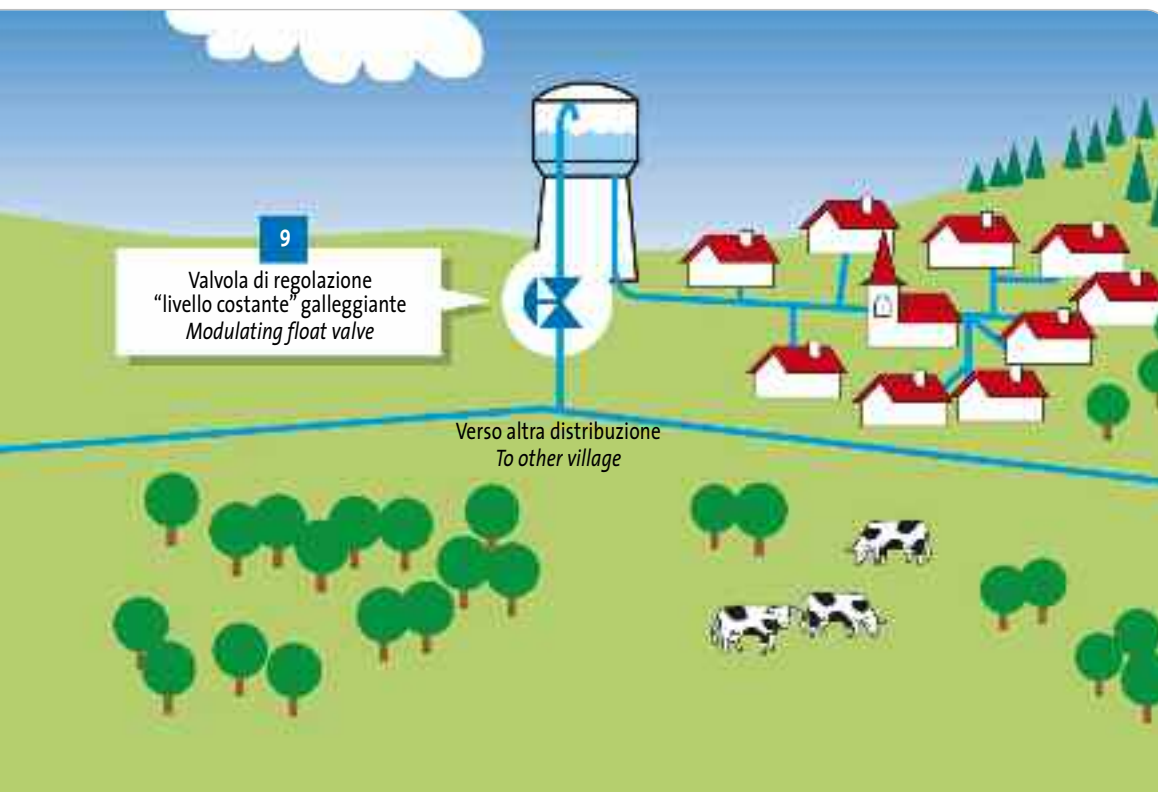 9
Valvola di regolazione
“livello costante” galleggiante
Modulating float valve
Verso altra distribuzione
To other village